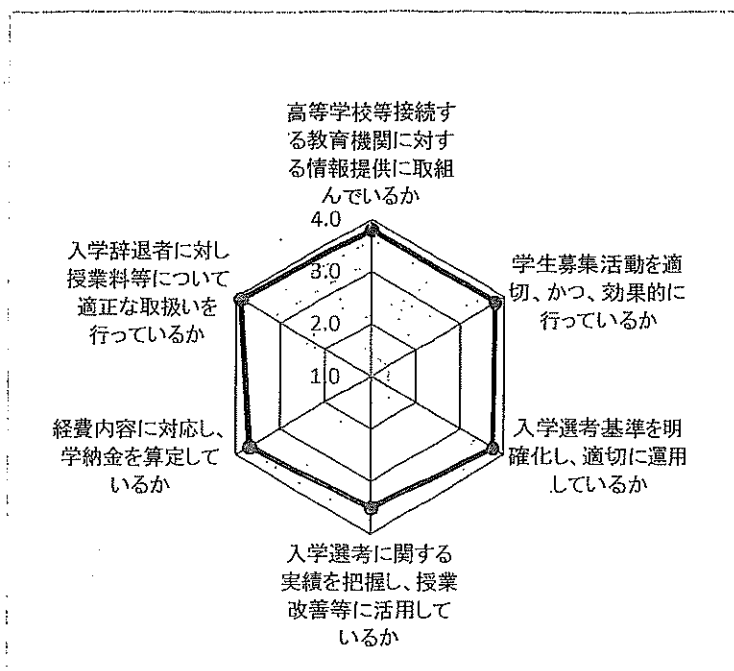 高等学校等接続す
る教育機関に対す
る情報提供に取組
んでいるか
4.0
3.0
2.0
1.0
学生募集活動を適
切、かつ、効果的に
行っているか
入学選考基準を明
確化し、適切に運用
しているか
入学選考に関する
実績を把握し、授業
改善等に活用して
いるか
経費内容に対応し、
学納金を算定して
いるか
入学辞退者に対し
授業料等について
適正な取扱いを
行っているか